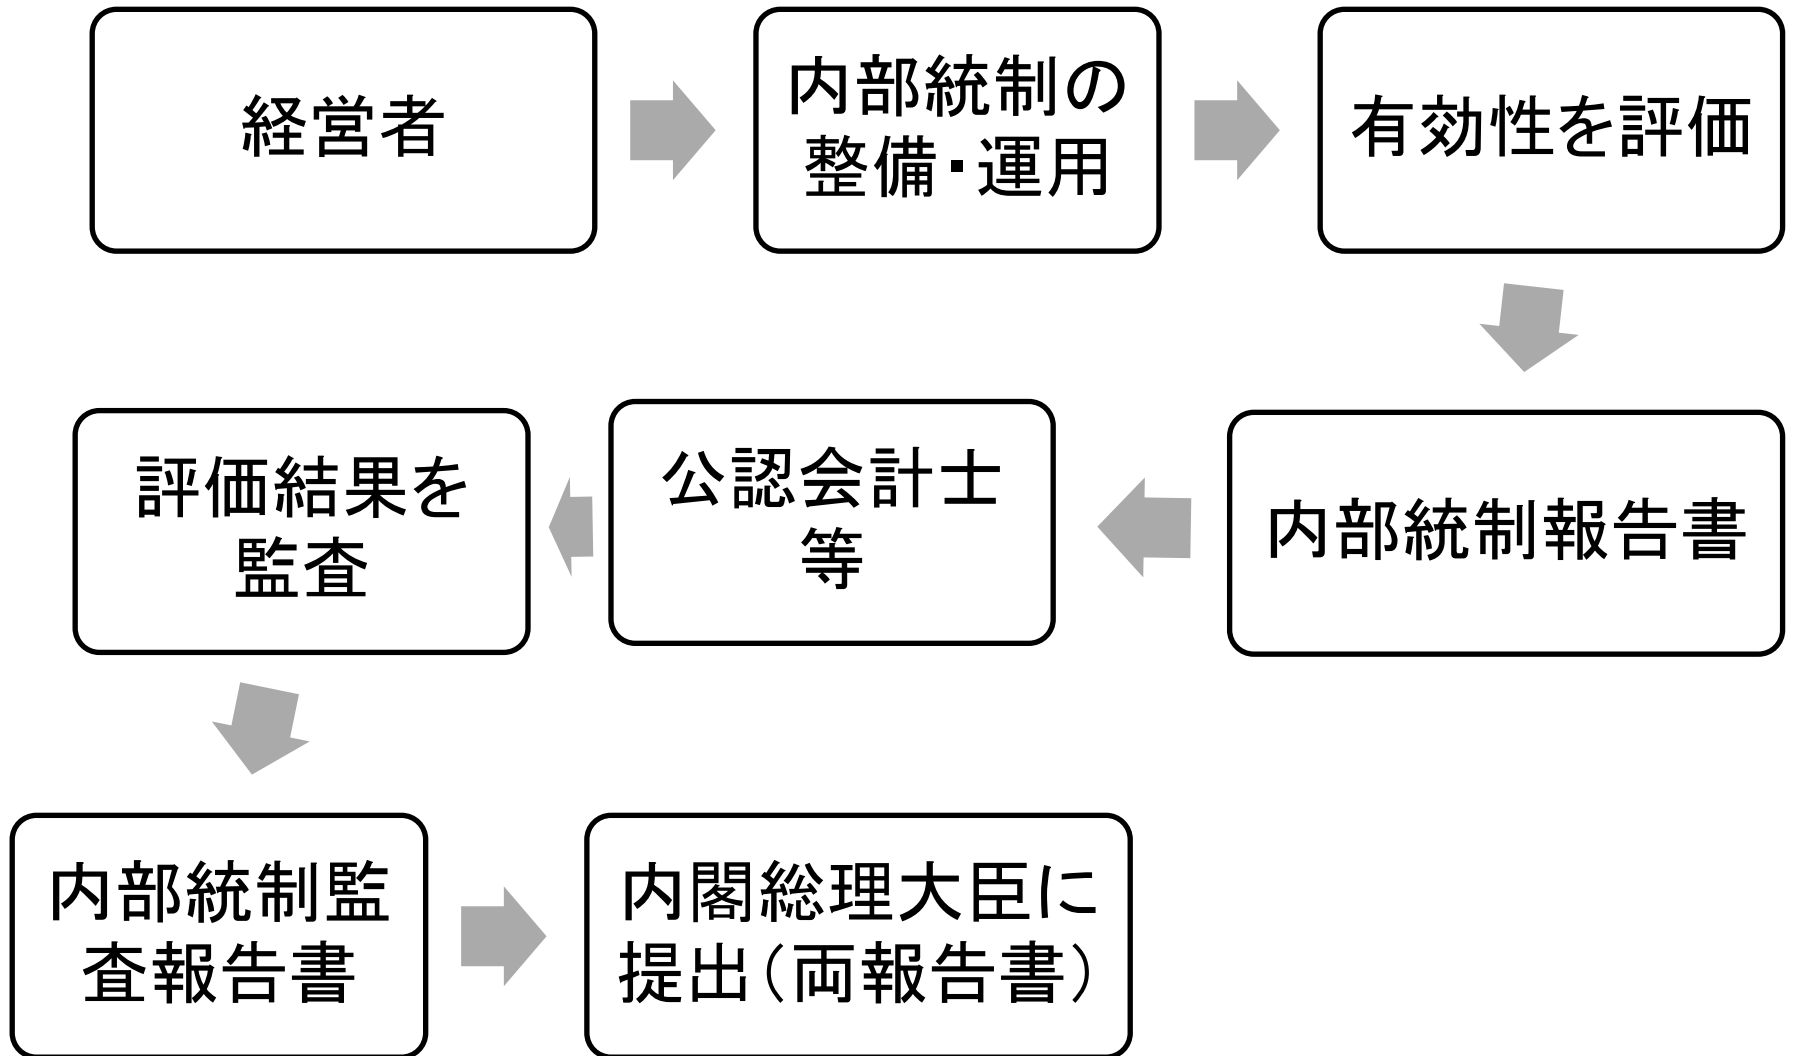 経営者
内部統制の
整備・運用
有効性を評価
内部統制報告書
公認会計士
等
評価結果を
監査
内部統制監
査報告書
内閣総理大臣に
提出（両報告書）